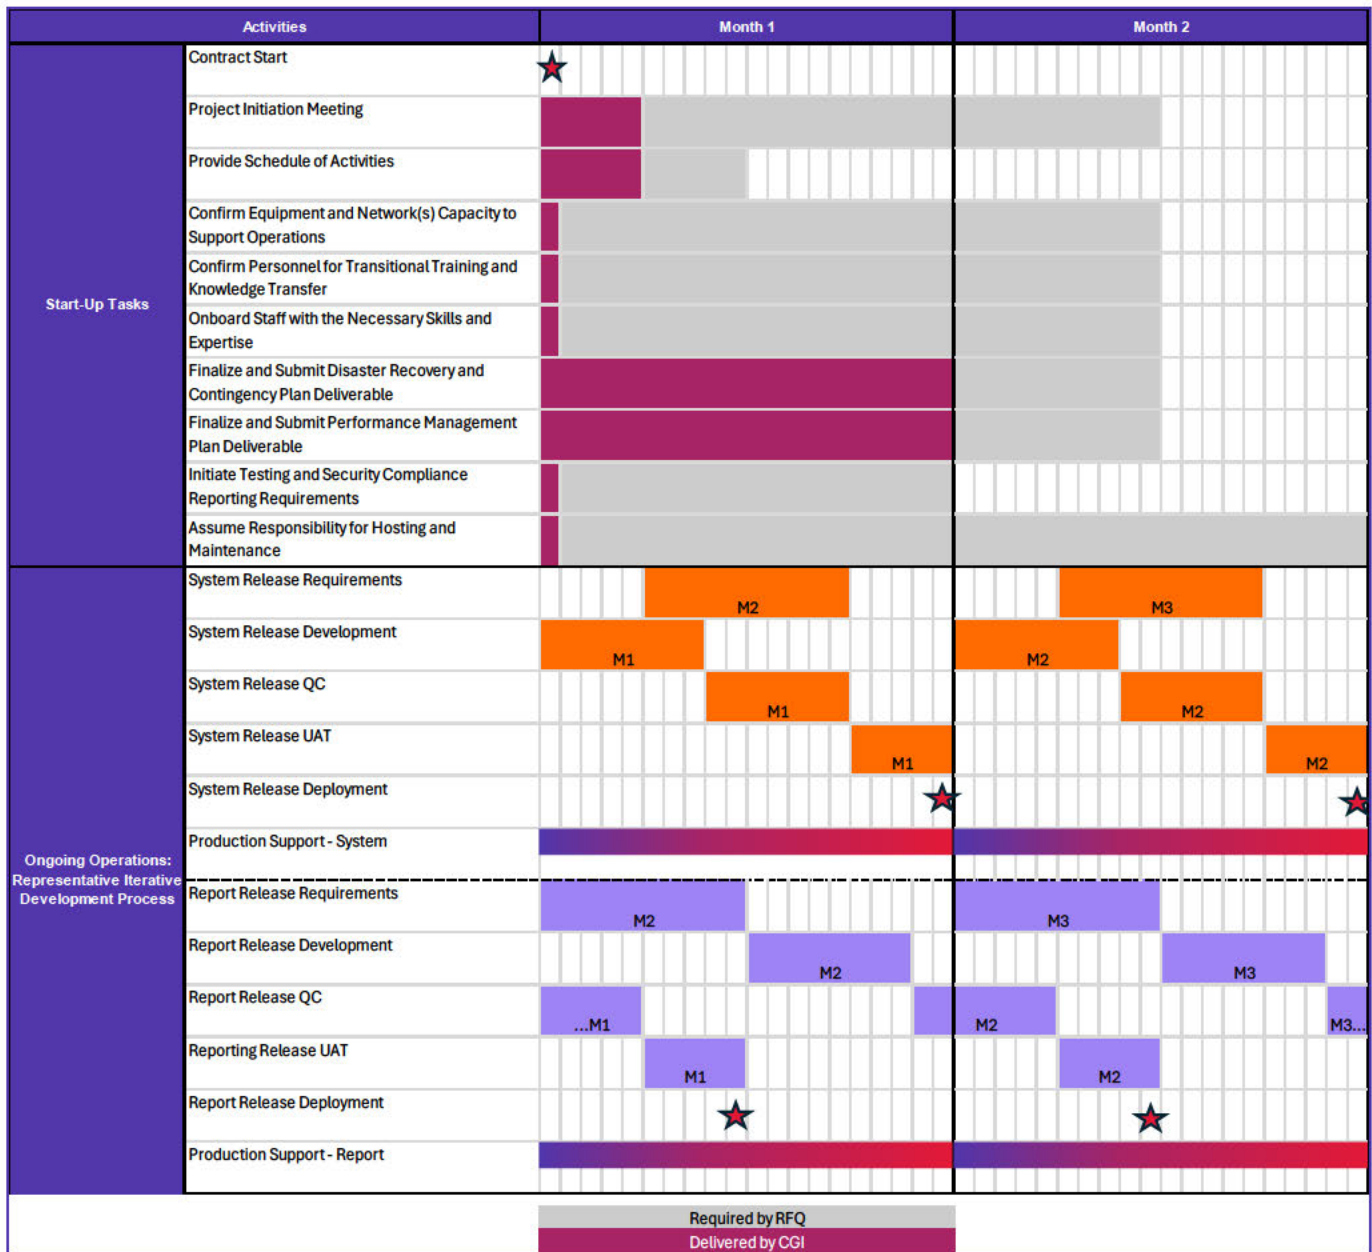 Activities
Month 1
Month 2
Start-Up Tasks
Contract Start
Project Initiation Meeting
Provide Schedule of Activities
Confirm Equipment and Network(s) Capacity to
Support Operations
Confirm Personnel for Transitional Training and
Knowledge Transfer
Onboard Staff with the Necessary Skills and
Expertise
Finalize and Submit Disaster Recovery and
Contingency Plan Deliverable
Finalize and Submit Performance Management
Plan Deliverable
Initiate Testing and Security Compliance
Reporting Requirements
Assume Responsibility for Hosting and
Maintenance
Ongoing Operations:
Representative Iterative
Development Process
System Release Requirements
M2
M3
System Release Development
M1
M2
System Release QC
M1
M2
System Release UAT
M1
M2
System Release Deployment
Production Support - System
Report Release Requirements
M2
M3
Report Release Development
M2
M3
Report Release QC
...M1
M2
M3...
Reporting Release UAT
M1
M2
Report Release Deployment
Production Support - Report
Required by RFQ
Delivered by CGI